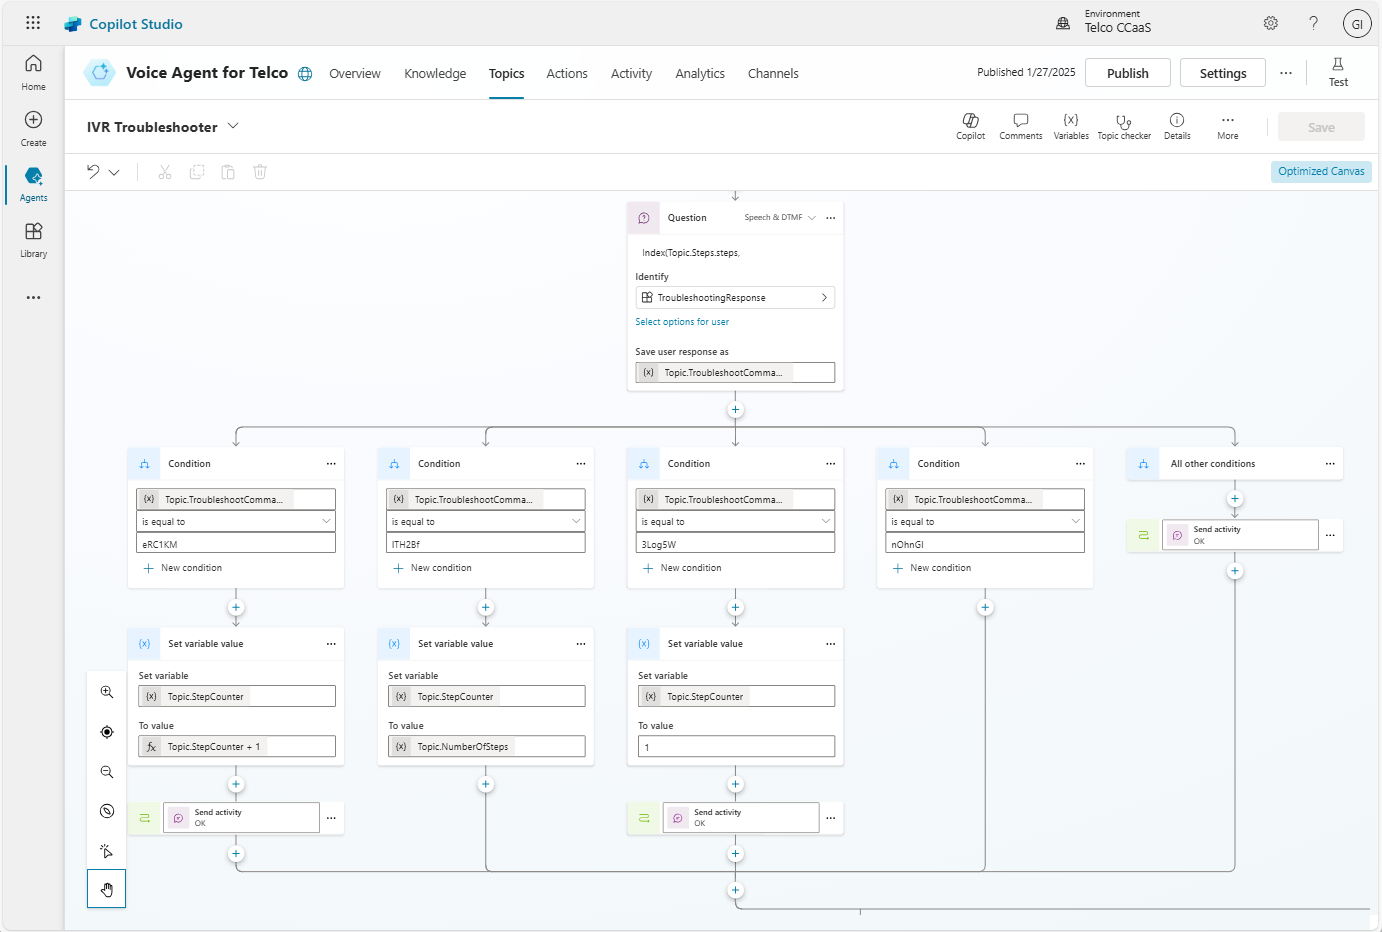 Copilot Studio
Environment
Telco CCaaS
GI
Home
Create
Agents
Library
Voice Agent for Telco
Overview
Knowledge
Topics
Actions
Activity
Analytics
Channels
Published 1/27/2025
Publish
Settings
Test
IVR Troubleshooter
Copilot
Comments
{x}
Variables
Topic checker
Details
More
Save
Optimized Canvas
Question
Speech & DTMF
Index(Topic.Steps.steps,
Identify
TroubleshootingResponse
Select options for user
Save user response as
{x} Topic.TroubleshootComma...
Condition
{x} Topic.TroubleshootComma...
is equal to
eRC1KM
New condition
Condition
{x} Topic.TroubleshootComma...
is equal to
ITH2Bf
New condition
Condition
{x} Topic.TroubleshootComma...
is equal to
3Log5W
New condition
Condition
{x} Topic.TroubleshootComma...
is equal to
nOhnGI
New condition
All other conditions
Send activity
OK
{x} Set variable value
Set variable
{x} Topic.StepCounter
To value
fx Topic.StepCounter + 1
Send activity
OK
{x} Set variable value
Set variable
{x} Topic.StepCounter
To value
{x} Topic.NumberOfSteps
{x} Set variable value
Set variable
{x} Topic.StepCounter
To value
1
Send activity
OK